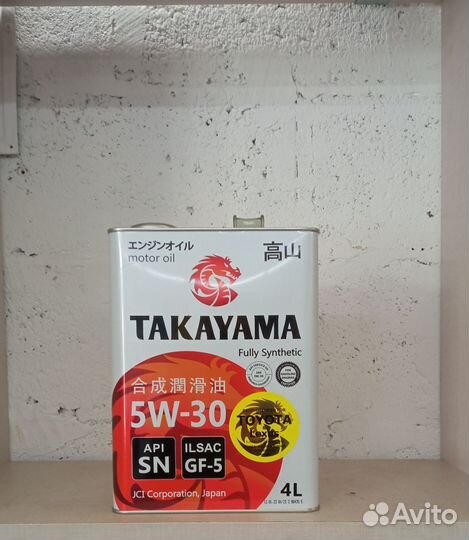 エンジンオイル
motor oil
高山
TAKAYAMA
Fully Synthetic
合成潤滑油
5W-30
API
SN
ILSAC
GF-5
TOYOTA
Lexus
JCI Corporation, Japan
4L
Avito